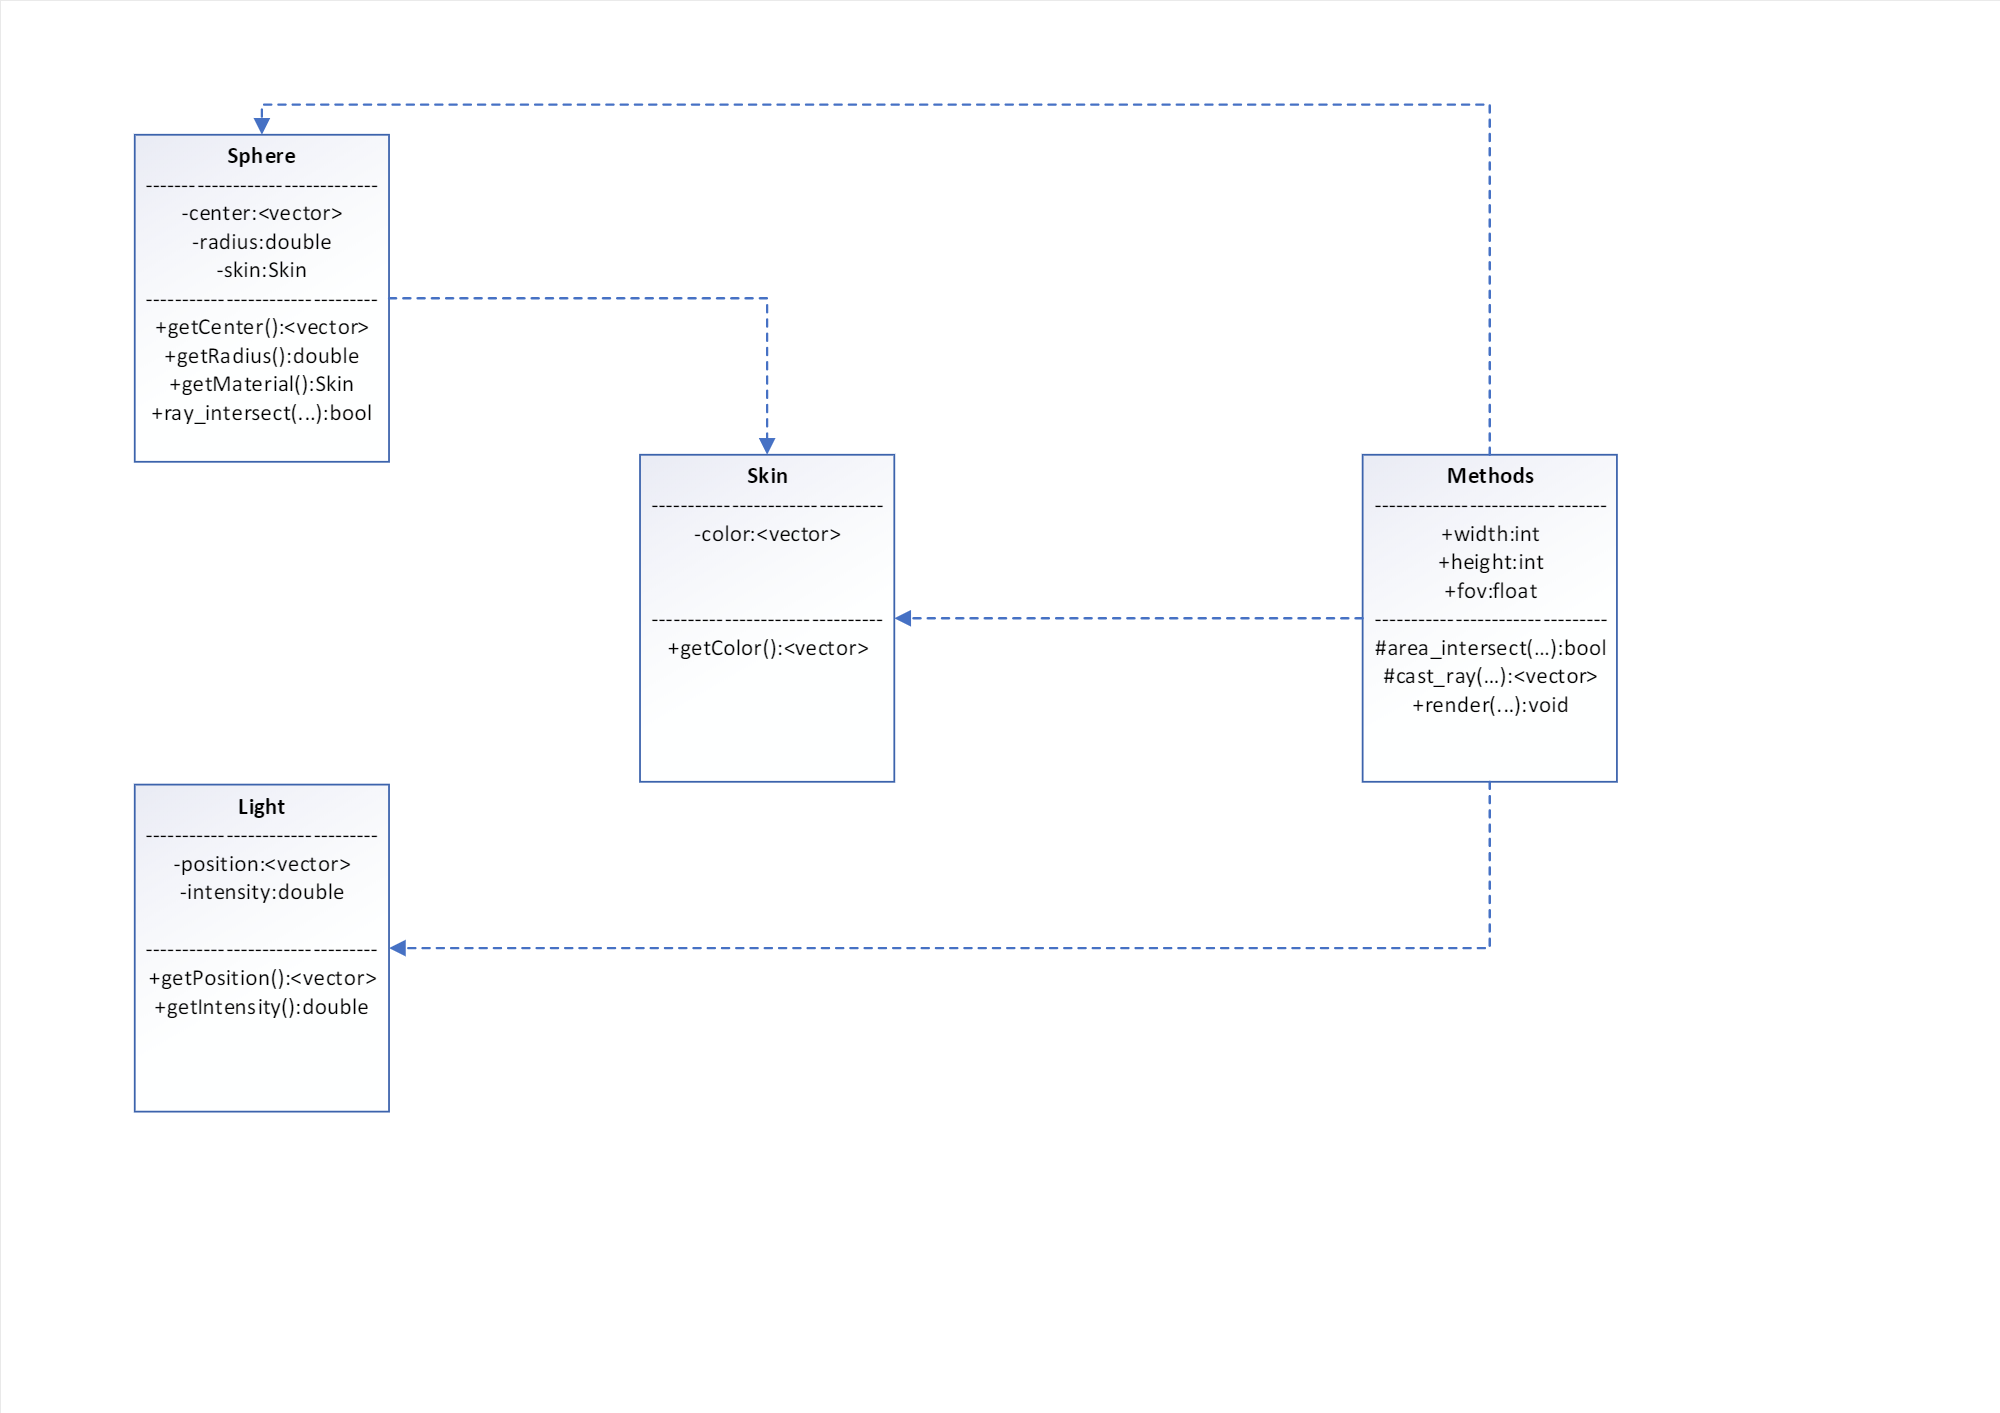 Sphere
---------------------------------
-center:<vector>
-radius:double
-skin:Skin
---------------------------------
+getCenter():<vector>
+getRadius():double
+getMaterial():Skin
+ray_intersect(...):bool
Skin
---------------------------------
-color:<vector>
---------------------------------
+getColor():<vector>
Methods
---------------------------------
+width:int
+height:int
+fov:float
---------------------------------
#area_intersect(...):bool
#cast_ray(...):<vector>
+render(...):void
Light
---------------------------------
-position:<vector>
-intensity:double
---------------------------------
+getPosition():<vector>
+getIntensity():double